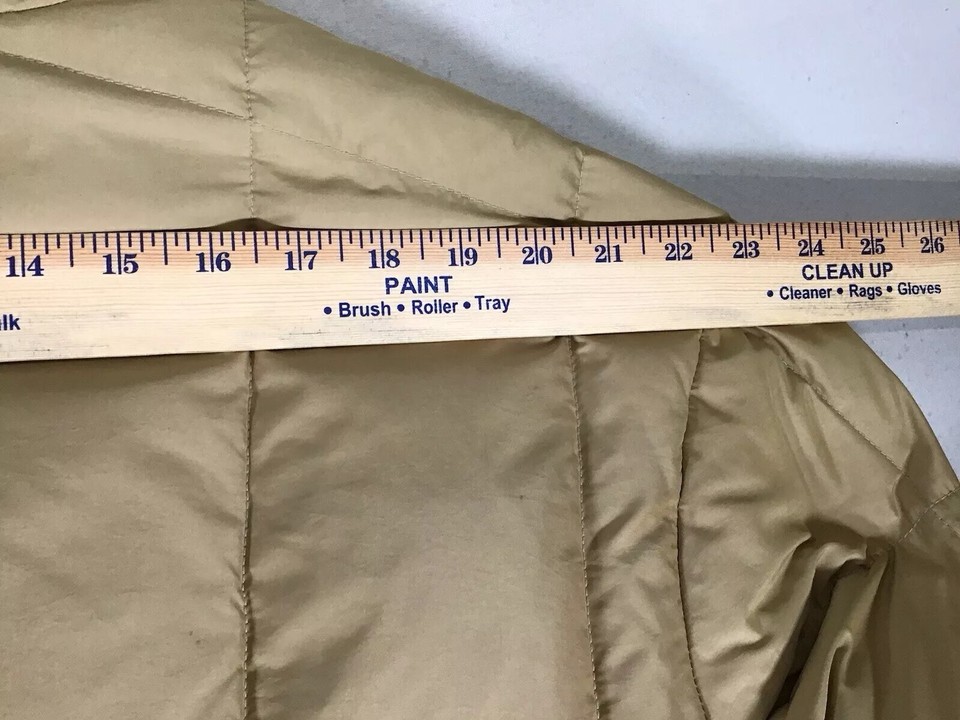 14 15 16 17 18 19 20 21 22 23 24 25 26
PAINT
• Brush • Roller • Tray
CLEAN UP
• Cleaner • Rags • Gloves
lk